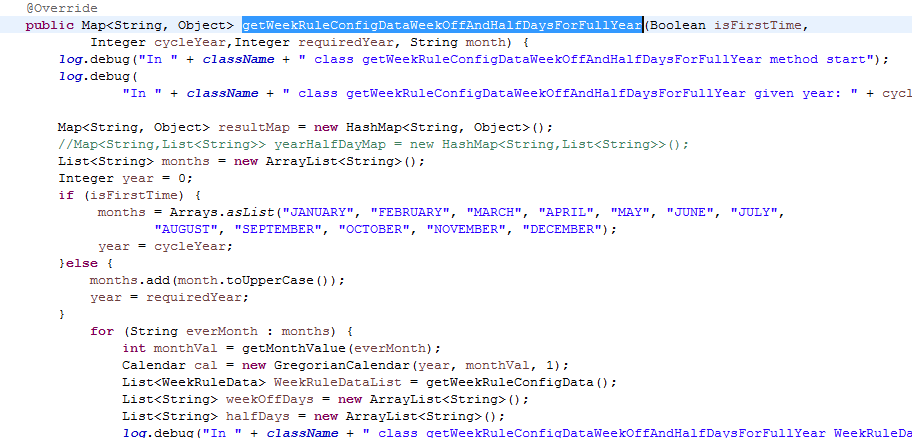 @Override
public Map<String, Object> getWeekRuleConfigDataWeekOffAndHalfDaysForFullYear(Boolean isFirstTime,
Integer cycleYear,Integer requiredYear, String month) {
log.debug("In " + className + " class getWeekRuleConfigDataWeekOffAndHalfDaysForFullYear method start");
log.debug(
"In " + className + " class getWeekRuleConfigDataWeekOffAndHalfDaysForFullYear given year: " + cycl
Map<String, Object> resultMap = new HashMap<String, Object>();
//Map<String,List<String>> yearHalfDayMap = new HashMap<String,List<String>>();
List<String> months = new ArrayList<String>();
Integer year = 0;
if (isFirstTime) {
months = Arrays.asList("JANUARY", "FEBRUARY", "MARCH", "APRIL", "MAY", "JUNE", "JULY",
"AUGUST", "SEPTEMBER", "OCTOBER", "NOVEMBER", "DECEMBER");
year = cycleYear;
}else {
months.add(month.toUpperCase());
year = requiredYear;
}
for (String everMonth : months) {
int monthVal = getMonthValue(everMonth);
Calendar cal = new GregorianCalendar(year, monthVal, 1);
List<WeekRuleData> WeekRuleDataList = getWeekRuleConfigData();
List<String> weekOffDays = new ArrayList<String>();
List<String> halfDays = new ArrayList<String>();
log.debug("In " + className + " class getWeekRuleConfigDataWeekOffAndHalfDaysForFullYear WeekRuleDa